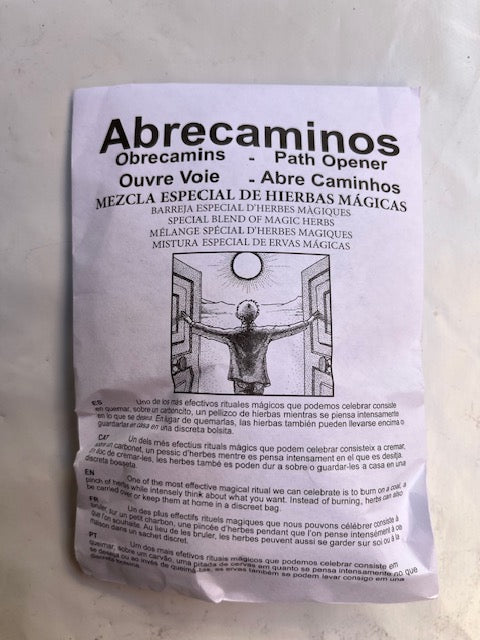 Abrecaminos
Obrecamins - Path Opener
Ouvre Voie - Abre Caminhos
MEZCLA ESPECIAL DE HIERBAS MÁGICAS
BARREJA ESPECIAL D'HERBES MÀGIQUES
SPECIAL BLEND OF MAGIC HERBS
MÉLANGE SPÉCIAL D'HERBES MAGIQUES
MISTURA ESPECIAL DE ERVAS MÁGICAS
ES Uno de los más efectivos rituales mágicos que podemos celebrar consiste
en quemar, sobre un carboncito, un pellizco de hierbas mientras se piensa intensamente
en lo que se desea. En lugar de quemarlas, las hierbas también pueden llevarse encima o
guardarlas en casa en una discreta bolsita.
CAT Un dels més efectius rituals màgics que podem celebrar consisteix a cremar,
sobre un carbonet, un pessic d'herbes mentre es pensa intensament en el que es desitja.
En lloc de cremar-les, les herbes també es poden dur a sobre o guardar-les a casa en una
discreta bosseta.
EN One of the most effective magical ritual we can celebrate is to burn on a coal, a
pinch of herbs while intensely think about what you want. Instead of burning, herbs can also
be carried over or keep them at home in a discreet bag.
FR Un des plus effectifs rituels magiques que nous pouvons célébrer consiste à
bruler, sur un petit charbon, une pincée d'herbes pendant que l'on pense intensément à ce
que l'on souhaite. Au lieu de les bruler, les herbes peuvent aussi se garder sur soi ou à la
maison dans un sachet discret.
PT Um dos mais efetivos rituais mágicos que podemos celebrar consiste em
queimar, sobre um carvão, uma pitada de ervas em quanto se pensa intensamente no que
se deseja ou ao invés de queimá-las, as ervas também se podem levar consigo em uma
discreta